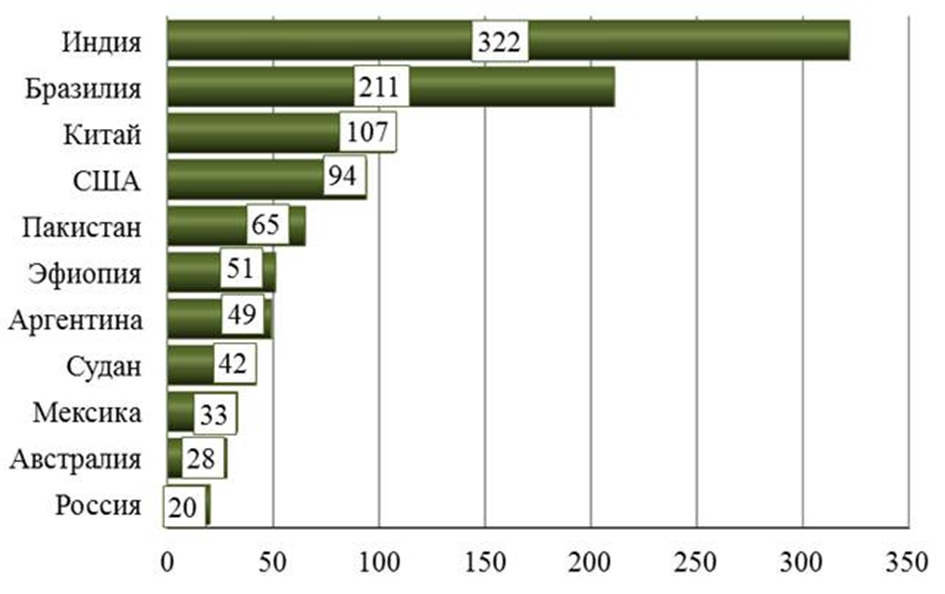 Индия 322
Бразилия 211
Китай 107
США 94
Пакистан 65
Эфиопия 51
Аргентина 49
Судан 42
Мексика 33
Австралия 28
Россия 20
0 50 100 150 200 250 300 350